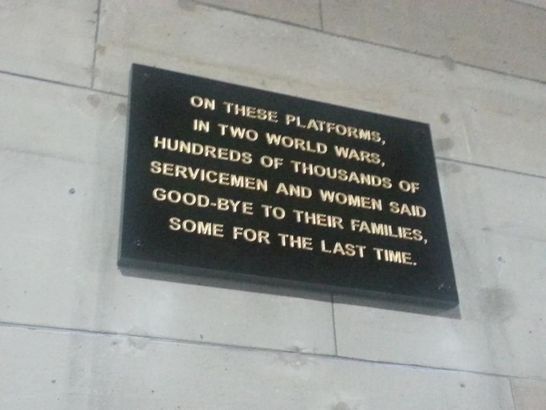 ON THESE PLATFORMS,
IN TWO WORLD WARS,
HUNDREDS OF THOUSANDS OF
SERVICEMEN AND WOMEN SAID
GOOD-BYE TO THEIR FAMILIES,
SOME FOR THE LAST TIME.